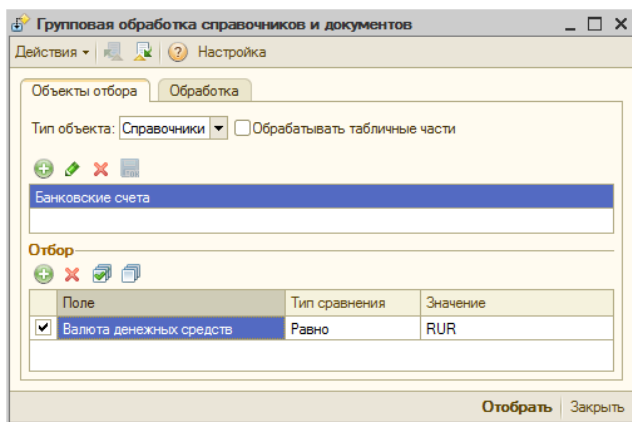 Групповая обработка справочников и документов
Действия Настройка
Объекты отбора Обработка
Тип объекта: Справочники Обрабатывать табличные части
Банковские счета
Отбор
Поле Тип сравнения Значение
Валюта денежных средств Равно RUR
Отобрать Закрыть